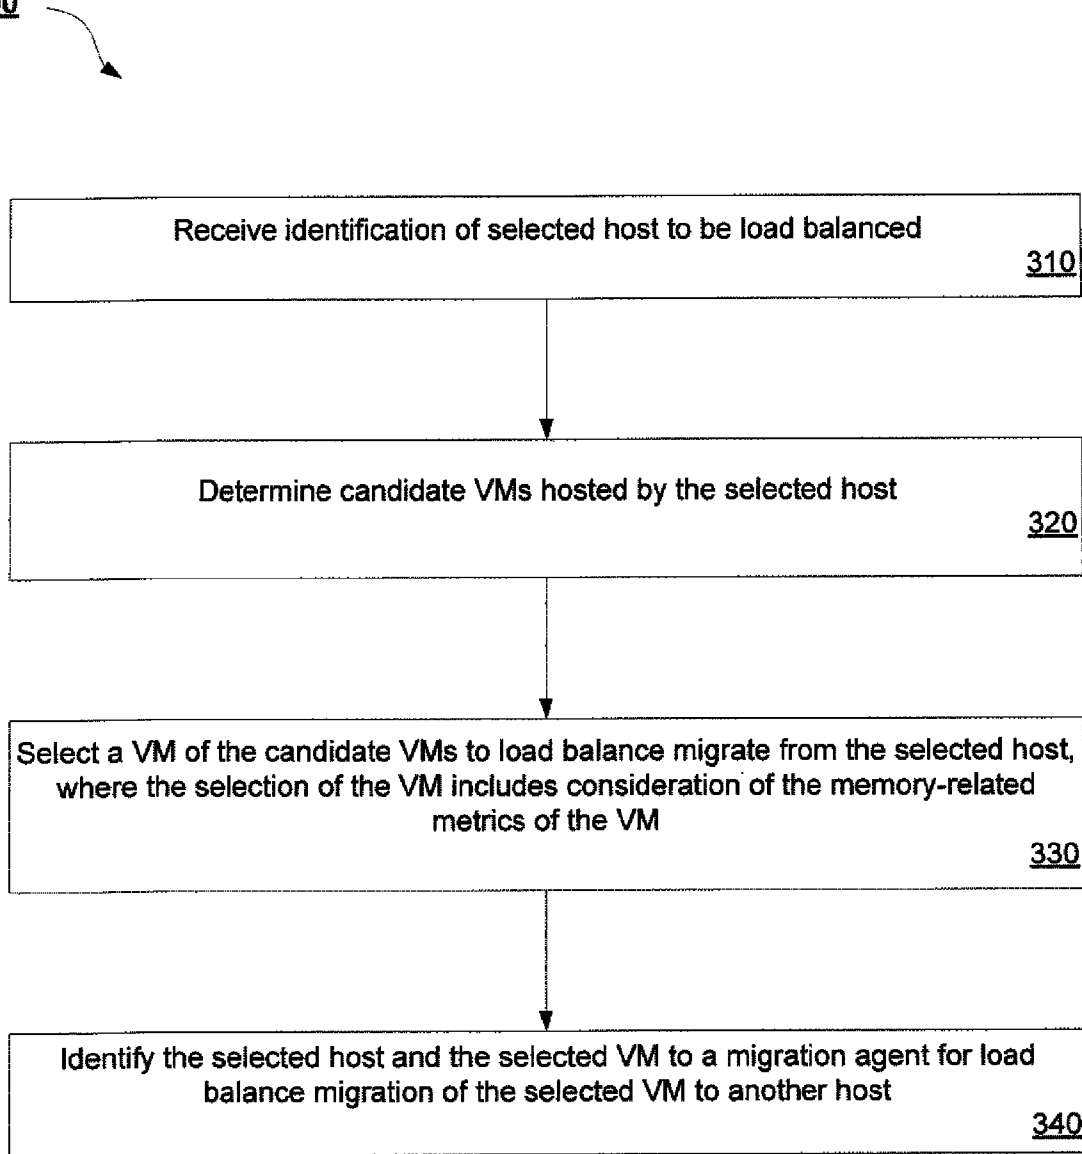 Receive identification of selected host to be load balanced
310
Determine candidate VMs hosted by the selected host
320
Select a VM of the candidate VMs to load balance migrate from the selected host,
where the selection of the VM includes consideration of the memory-related
metrics of the VM
330
Identify the selected host and the selected VM to a migration agent for load
balance migration of the selected VM to another host
340